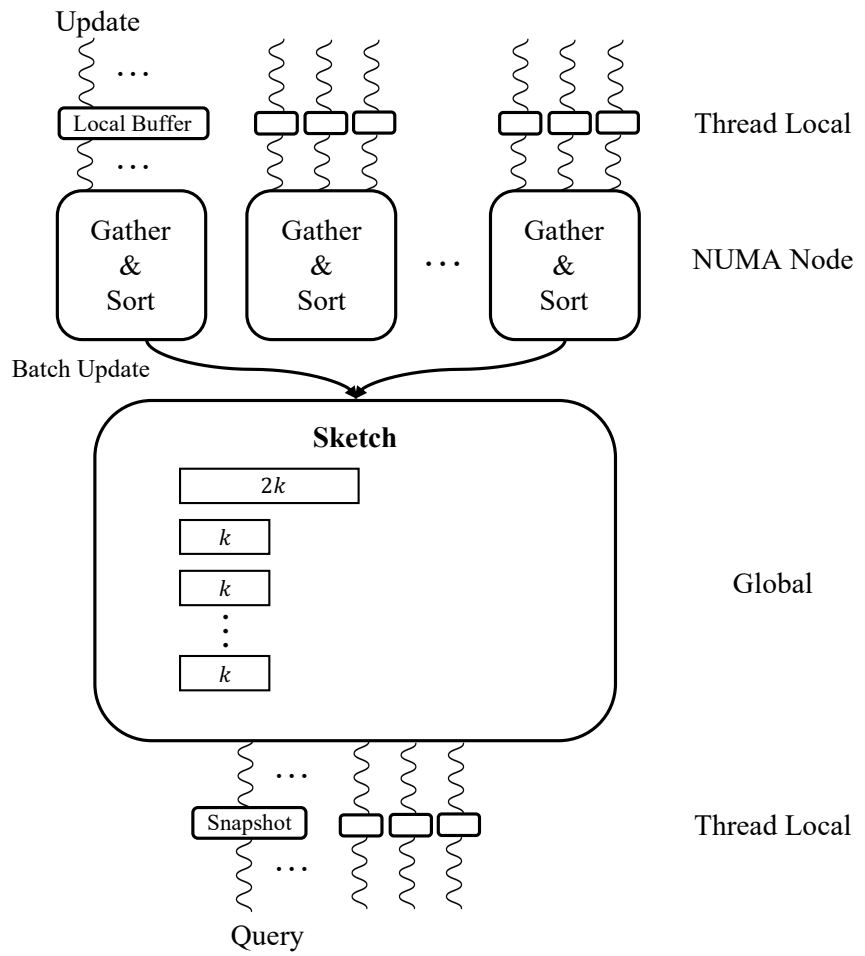 Update
...
Local Buffer
Thread Local
...
Gather & Sort
Gather & Sort
...
Gather & Sort
NUMA Node
Batch Update
Sketch
2k
k
k
k
Global
...
Snapshot
Thread Local
...
Query